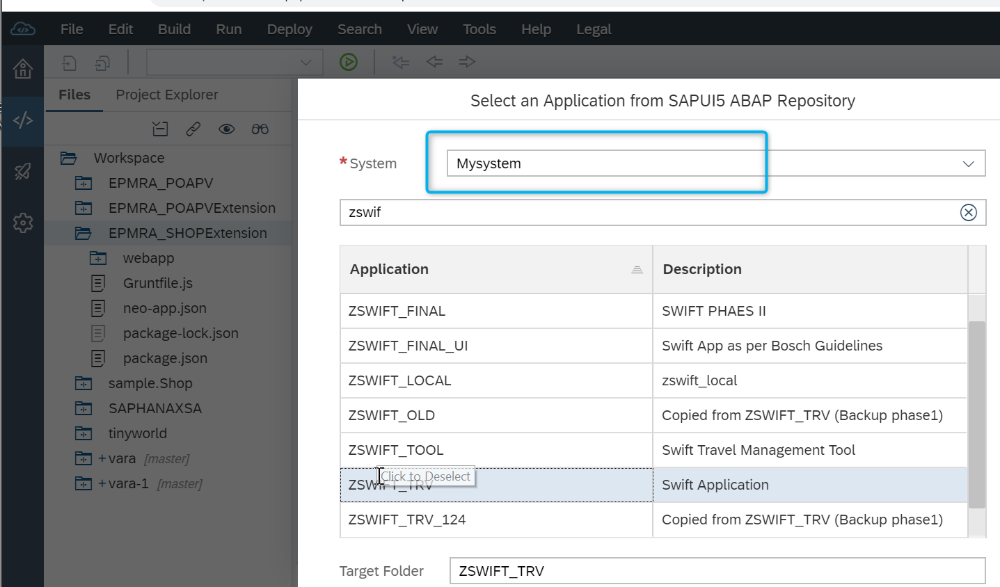 File Edit Build Run Deploy Search View Tools Help Legal
Files Project Explorer
Workspace
EPMRA_POAPV
EPMRA_POAPVExtension
EPMRA_SHOPExtension
webapp
Gruntfile.js
neo-app.json
package-lock.json
package.json
sample.Shop
SAPHANAXSA
tinyworld
+ vara [master]
+ vara-1 [master]
Select an Application from SAPUI5 ABAP Repository
* System Mysystem
zswif
Application Description
ZSWIFT_FINAL SWIFT PHAES II
ZSWIFT_FINAL_UI Swift App as per Bosch Guidelines
ZSWIFT_LOCAL zswift_local
ZSWIFT_OLD Copied from ZSWIFT_TRV (Backup phase1)
ZSWIFT_TOOL Swift Travel Management Tool
Click to Deselect
ZSWIFT_TRV Swift Application
ZSWIFT_TRV_124 Copied from ZSWIFT_TRV (Backup phase1)
Target Folder ZSWIFT_TRV